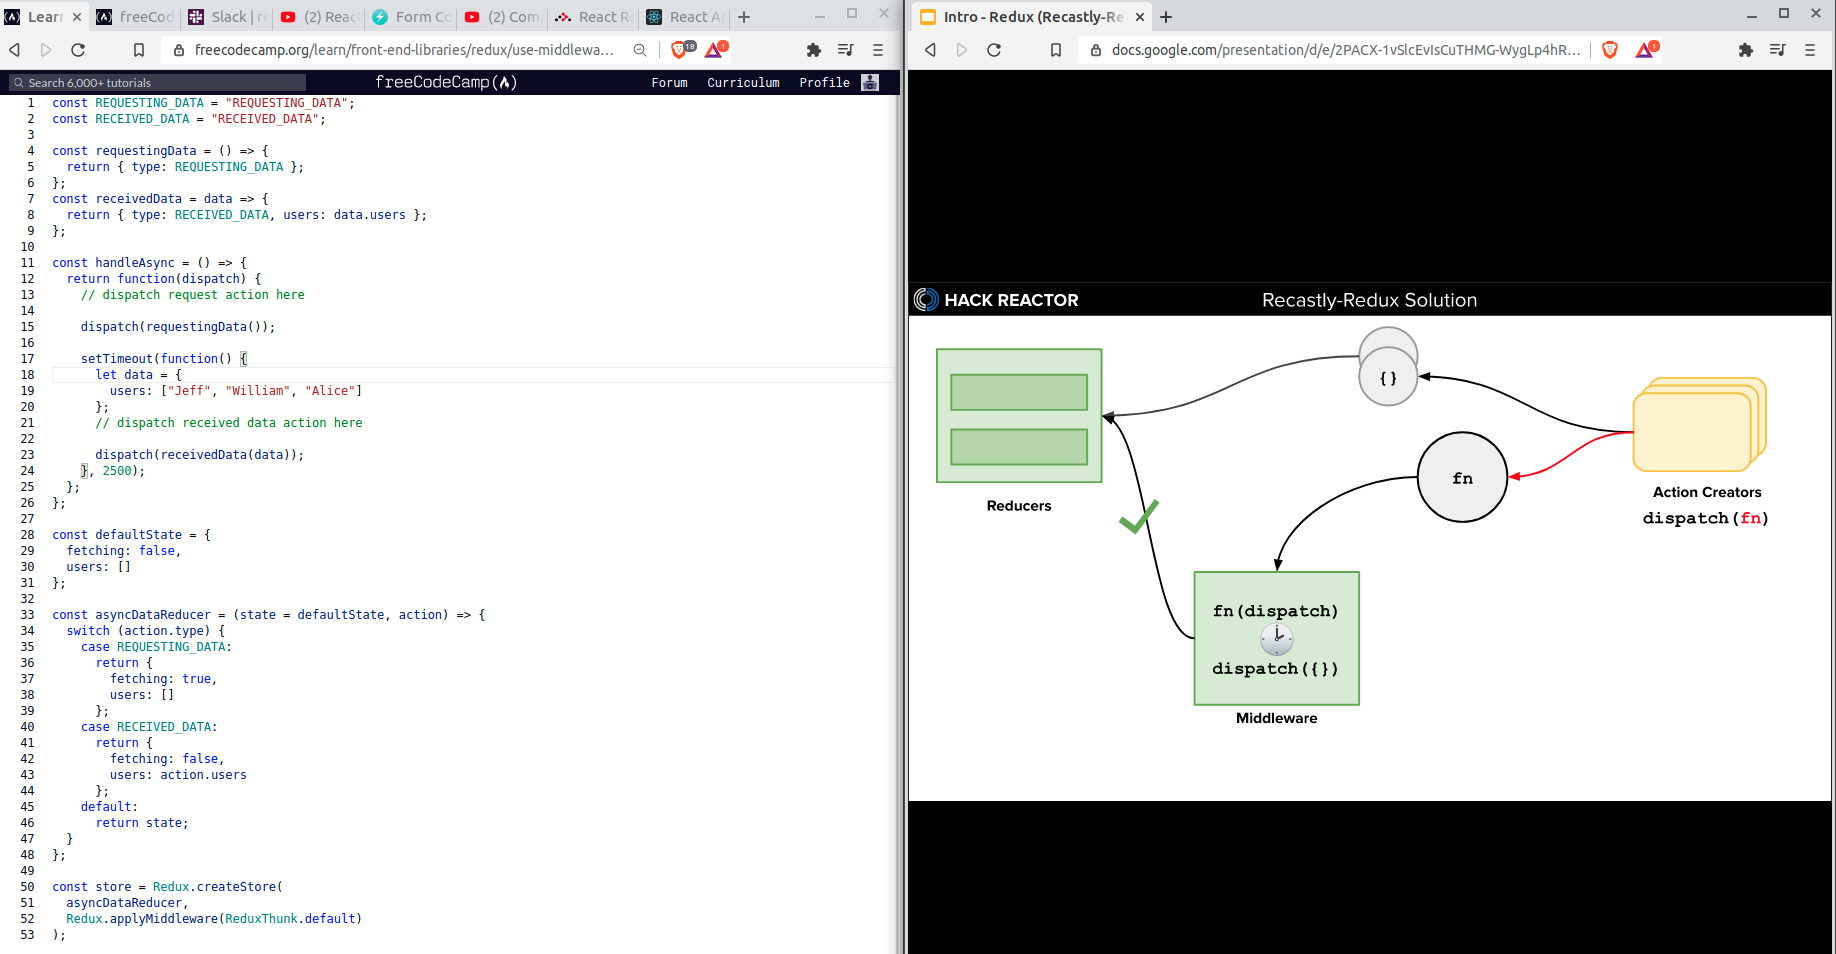 Learn
freeCod
Slack | r
(2) Reac
Form Co
(2) Com
React Ro
React A
freecodecamp.org/learn/front-end-libraries/redux/use-middlewa...
18
1
Search 6,000+ tutorials
freeCodeCamp
Forum Curriculum Profile
1 const REQUESTING_DATA = "REQUESTING_DATA";
2 const RECEIVED_DATA = "RECEIVED_DATA";
3
4 const requestingData = () => {
5   return { type: REQUESTING_DATA };
6 };
7 const receivedData = data => {
8   return { type: RECEIVED_DATA, users: data.users };
9 };
10
11 const handleAsync = () => {
12   return function(dispatch) {
13     // dispatch request action here
14
15     dispatch(requestingData());
16
17     setTimeout(function() {
18       let data = {
19         users: ["Jeff", "William", "Alice"]
20       };
21       // dispatch received data action here
22
23       dispatch(receivedData(data));
24     }, 2500);
25   };
26 };
27
28 const defaultState = {
29   fetching: false,
30   users: []
31 };
32
33 const asyncDataReducer = (state = defaultState, action) => {
34   switch (action.type) {
35     case REQUESTING_DATA:
36       return {
37         fetching: true,
38         users: []
39       };
40     case RECEIVED_DATA:
41       return {
42         fetching: false,
43         users: action.users
44       };
45     default:
46       return state;
47   }
48 };
49
50 const store = Redux.createStore(
51   asyncDataReducer,
52   Redux.applyMiddleware(ReduxThunk.default)
53 );
Intro - Redux (Recastly-Re
docs.google.com/presentation/d/e/2PACX-1vSlcEvIsCuTHMG-WygLp4hR...
1
HACK REACTOR
Recastly-Redux Solution
{}
fn
Reducers
Action Creators
dispatch(fn)
fn(dispatch)
dispatch({})
Middleware